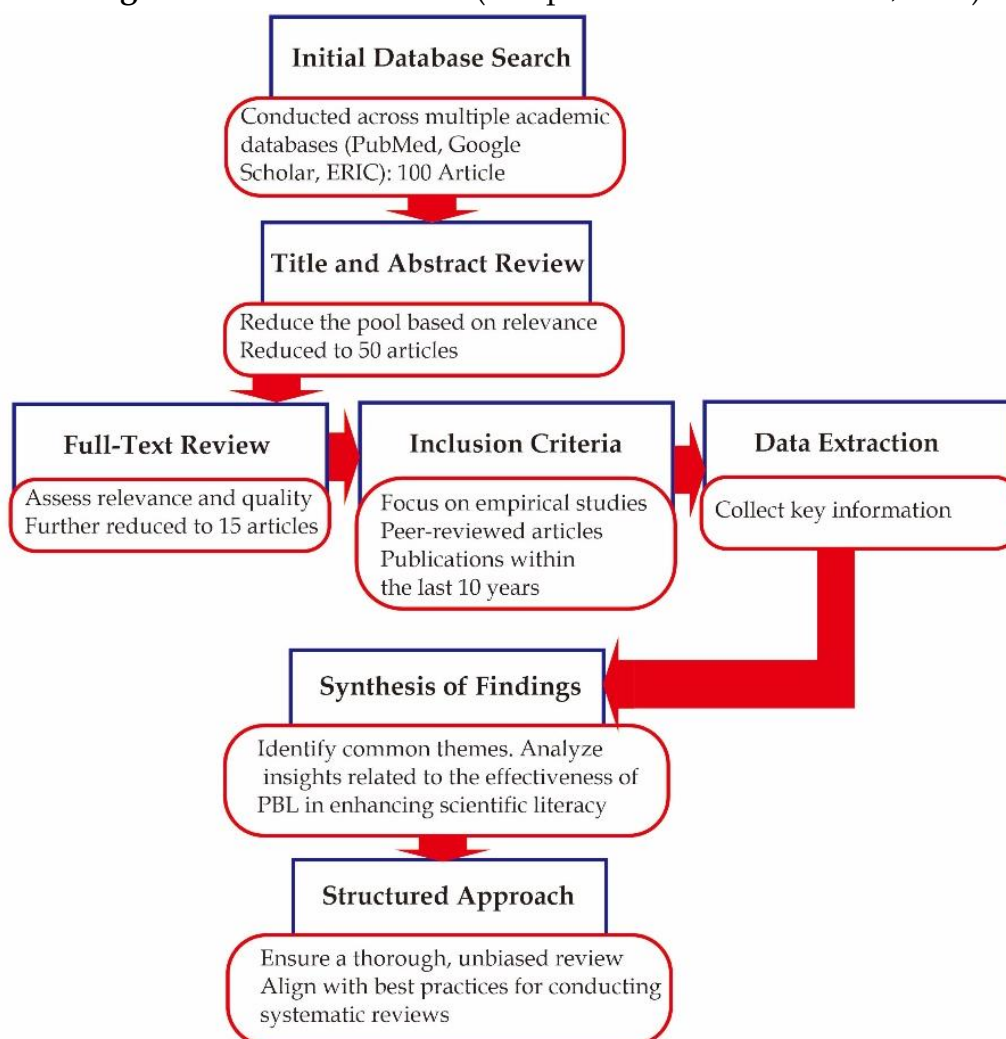 Initial Database Search
Conducted across multiple academic
databases (PubMed, Google
Scholar, ERIC): 100 Article
Title and Abstract Review
Reduce the pool based on relevance
Reduced to 50 articles
Full-Text Review
Assess relevance and quality
Further reduced to 15 articles
Inclusion Criteria
Focus on empirical studies
Peer-reviewed articles
Publications within
the last 10 years
Data Extraction
Collect key information
Synthesis of Findings
Identify common themes. Analyze
insights related to the effectiveness of
PBL in enhancing scientific literacy
Structured Approach
Ensure a thorough, unbiased review
Align with best practices for conducting
systematic reviews